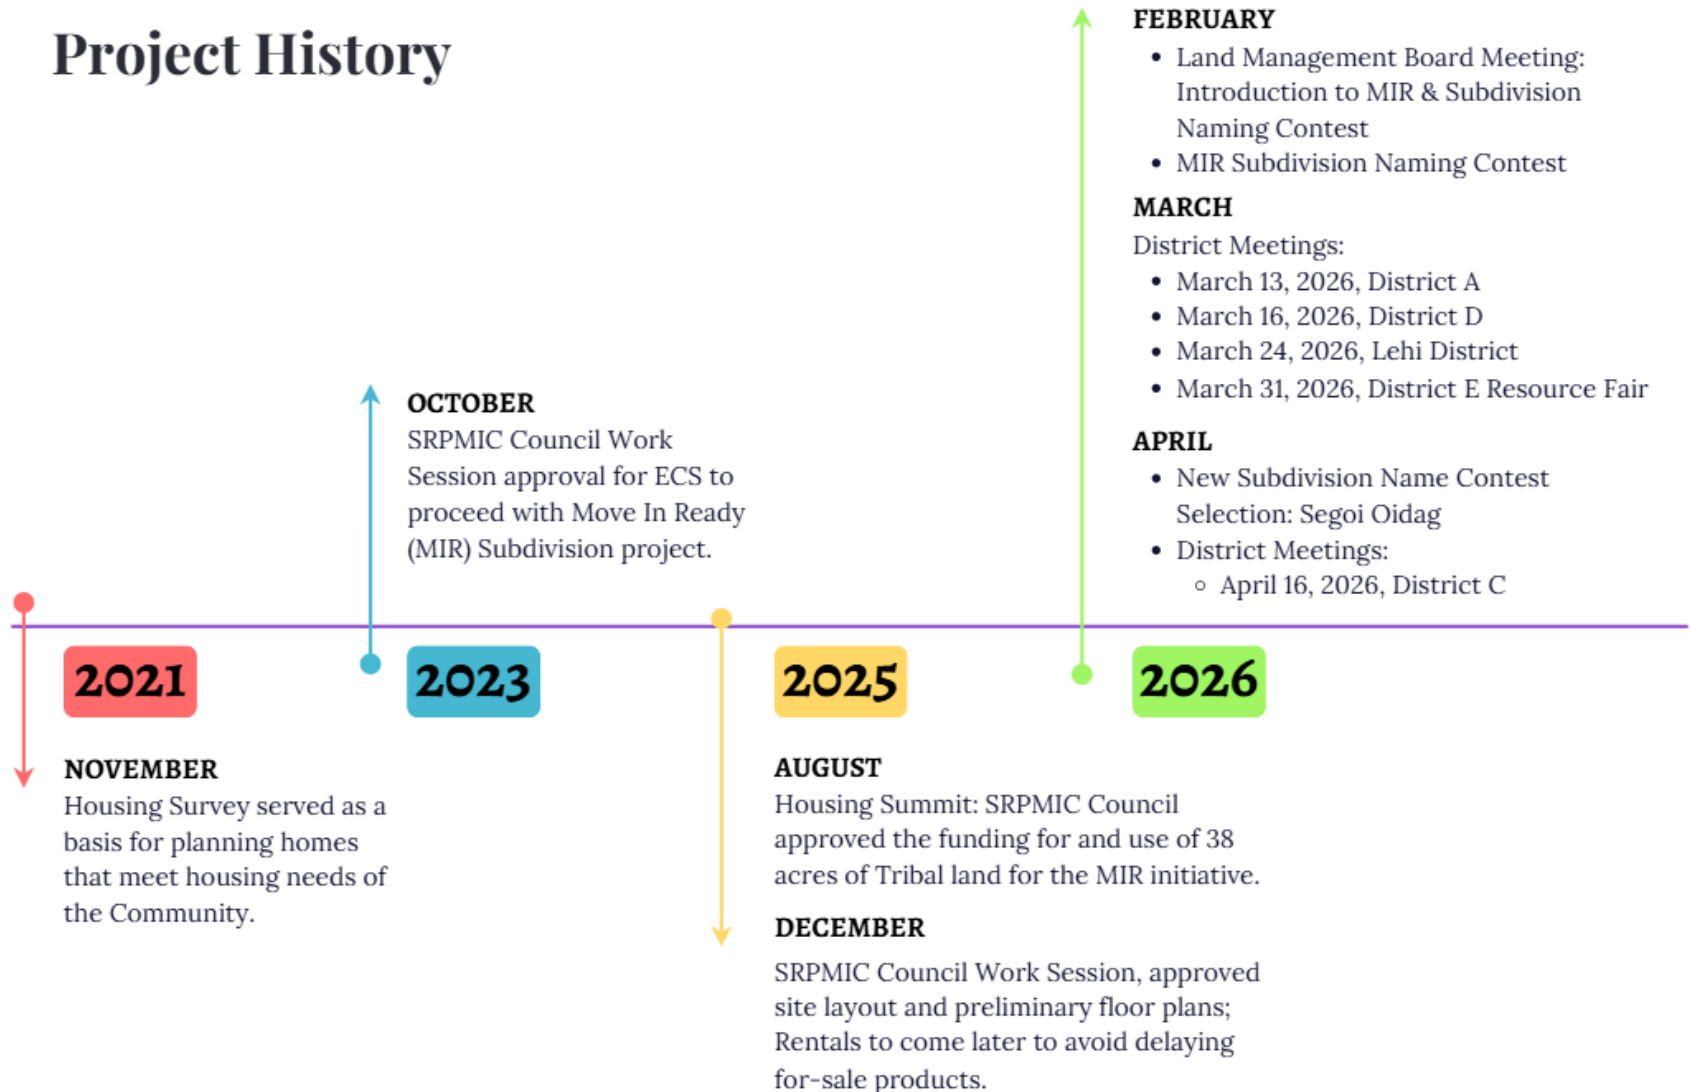 Project History
2021
NOVEMBER
Housing Survey served as a
basis for planning homes
that meet housing needs of
the Community.
OCTOBER
SRPMIC Council Work
Session approval for ECS to
proceed with Move In Ready
(MIR) Subdivision project.
2023
2025
AUGUST
Housing Summit: SRPMIC Council
approved the funding for and use of 38
acres of Tribal land for the MIR initiative.
DECEMBER
SRPMIC Council Work Session, approved
site layout and preliminary floor plans;
Rentals to come later to avoid delaying
for-sale products.
FEBRUARY
• Land Management Board Meeting:
Introduction to MIR & Subdivision
Naming Contest
• MIR Subdivision Naming Contest
MARCH
District Meetings:
• March 13, 2026, District A
• March 16, 2026, District D
• March 24, 2026, Lehi District
• March 31, 2026, District E Resource Fair
APRIL
• New Subdivision Name Contest
Selection: Segoi Oidag
• District Meetings:
◦ April 16, 2026, District C
2026